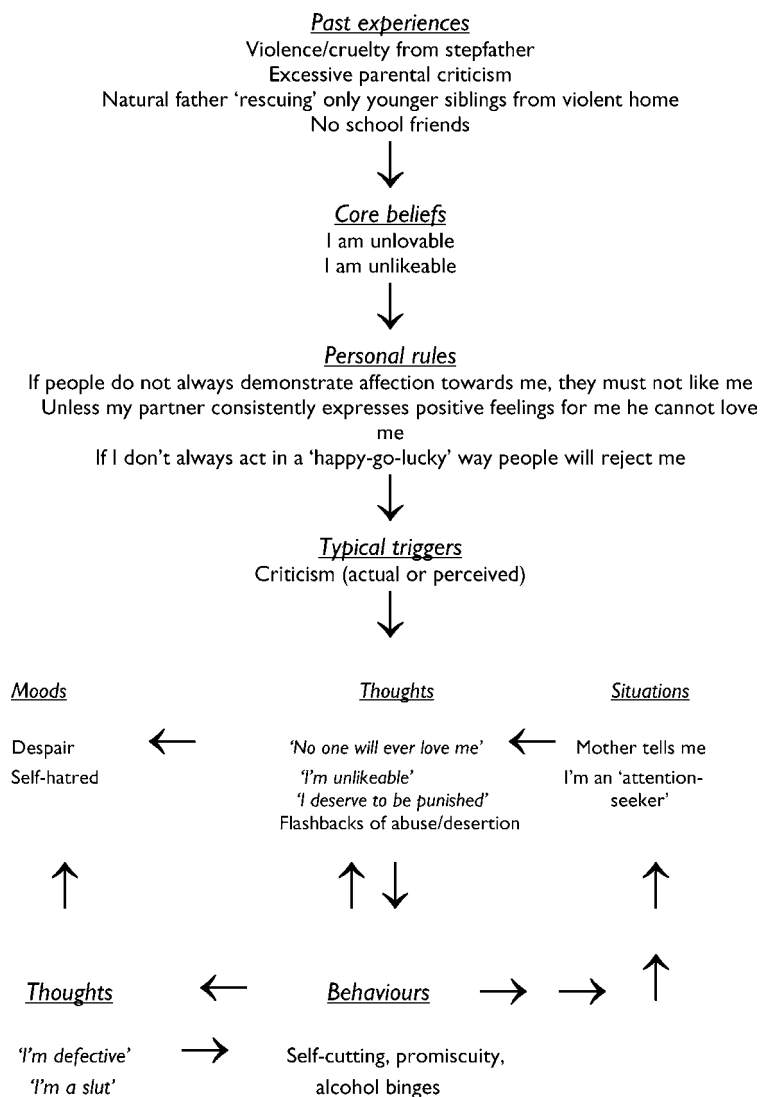 Past experiences
Violence/cruelty from stepfather
Excessive parental criticism
Natural father ‘rescuing’ only younger siblings from violent home
No school friends
Core beliefs
I am unlovable
I am unlikeable
Personal rules
If people do not always demonstrate affection towards me, they must not like me
Unless my partner consistently expresses positive feelings for me he cannot love
me
If I don’t always act in a ‘happy-go-lucky’ way people will reject me
Typical triggers
Criticism (actual or perceived)
Moods
Despair
Self-hatred
Thoughts
‘No one will ever love me’
‘I’m unlikeable’
‘I deserve to be punished’
Flashbacks of abuse/desertion
Situations
Mother tells me
I’m an ‘attention-
seeker’
Thoughts
‘I’m defective’
‘I’m a slut’
Behaviours
Self-cutting, promiscuity,
alcohol binges